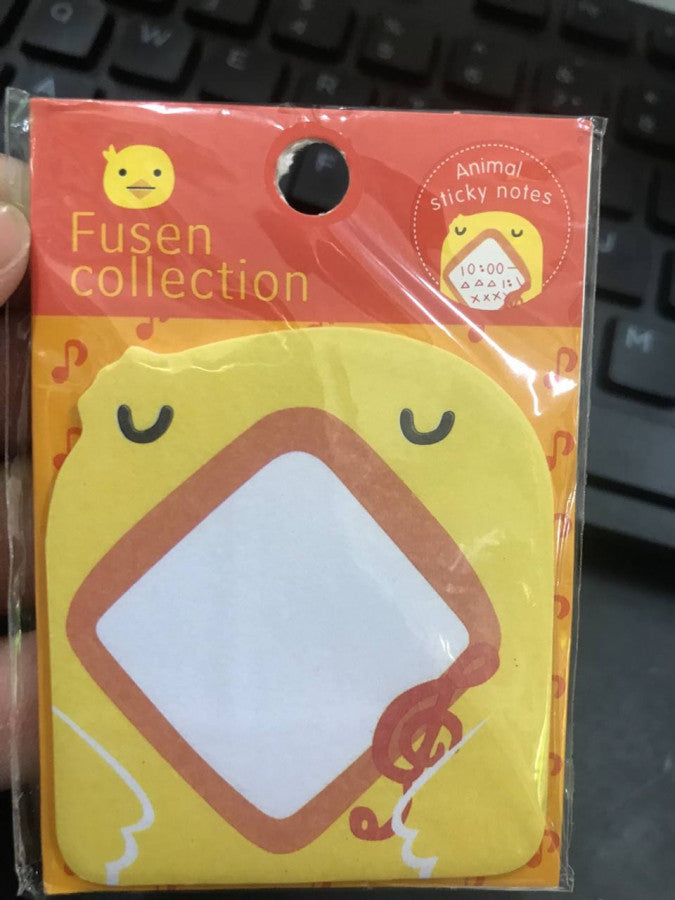 Fusen
collection
Animal
sticky notes
10:00
Q
W
M